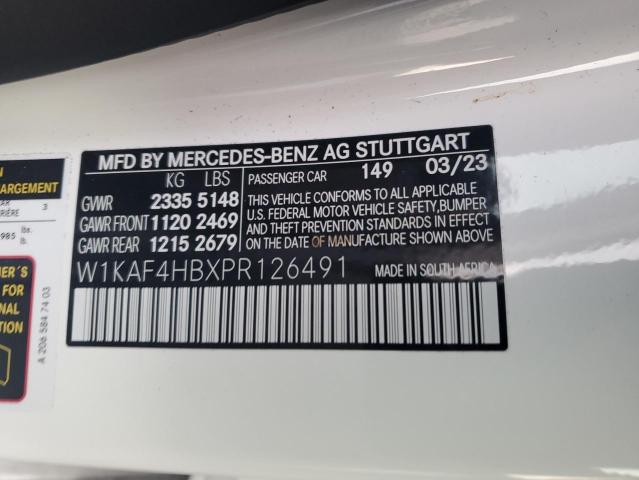 MFD BY MERCEDES-BENZ AG STUTTGART
KG LBS
PASSENGER CAR 149 03/23
GVWR 2335 5148
GAWR FRONT 1120 2469
GAWR REAR 1215 2679
THIS VEHICLE CONFORMS TO ALL APPLICABLE
U.S. FEDERAL MOTOR VEHICLE SAFETY,BUMPER
AND THEFT PREVENTION STANDARDS IN EFFECT
ON THE DATE OF MANUFACTURE SHOWN ABOVE.
W1KAF4HBXPR126491
MADE IN SOUTH AFRICA
ARGEMENT
3
985 lbs.
FOR
A 206 584 74 03